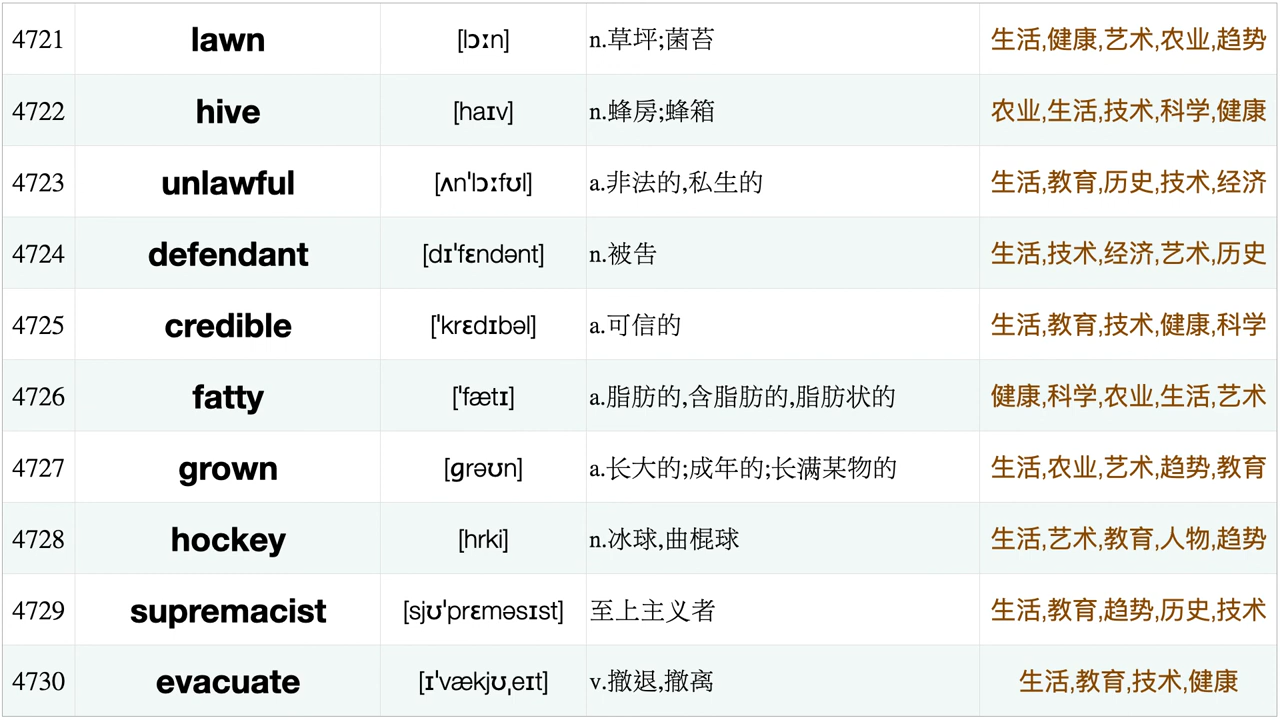 4721 lawn [lɔːn] n.草坪;菌苔 生活,健康,艺术,农业,趋势
4722 hive [haɪv] n.蜂房;蜂箱 农业,生活,技术,科学,健康
4723 unlawful [ʌnˈlɔːfʊl] a.非法的,私生的 生活,教育,历史,技术,经济
4724 defendant [dɪˈfɛndənt] n.被告 生活,技术,经济,艺术,历史
4725 credible [ˈkrɛdɪbəl] a.可信的 生活,教育,技术,健康,科学
4726 fatty [ˈfætɪ] a.脂肪的,含脂肪的,脂肪状的 健康,科学,农业,生活,艺术
4727 grown [ɡrəʊn] a.长大的;成年的;长满某物的 生活,农业,艺术,趋势,教育
4728 hockey [hrki] n.冰球,曲棍球 生活,艺术,教育,人物,趋势
4729 supremacist [sjʊˈprɛməsɪst] 至上主义者 生活,教育,趋势,历史,技术
4730 evacuate [ɪˈvækjʊˌeɪt] v.撤退,撤离 生活,教育,技术,健康